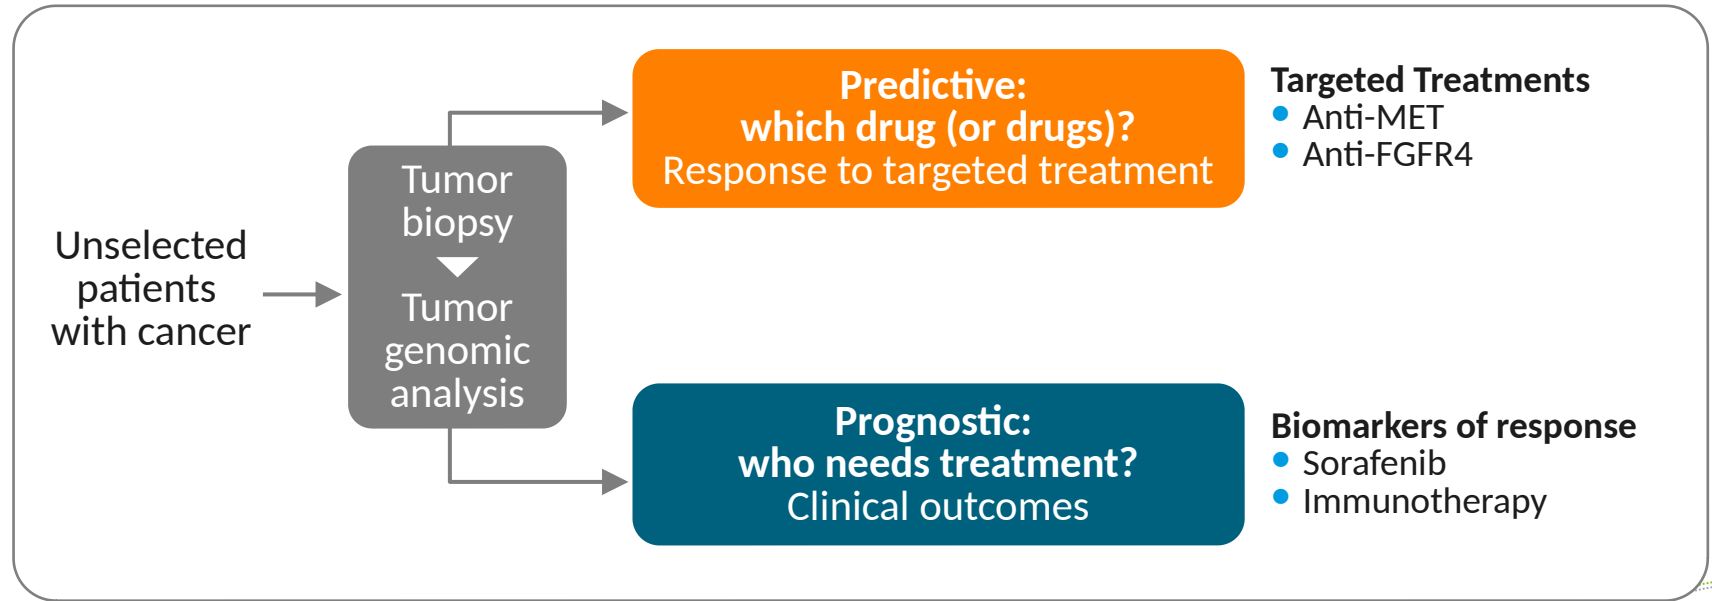 Unselected
patients
with cancer
Tumor
biopsy
Tumor
genomic
analysis
Predictive:
which drug (or drugs)?
Response to targeted treatment
Targeted Treatments
Anti-MET
Anti-FGFR4
Prognostic:
who needs treatment?
Clinical outcomes
Biomarkers of response
Sorafenib
Immunotherapy